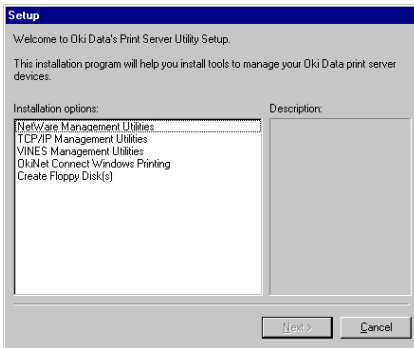 Setup
Welcome to Oki Data's Print Server Utility Setup.
This installation program will help you install tools to manage your Oki Data print server
devices.
Installation options:
Description:
NetWare Management Utilities
TCP/IP Management Utilities
VINES Management Utilities
OkiNet Connect Windows Printing
Create Floppy Disk(s)
Next >
Cancel